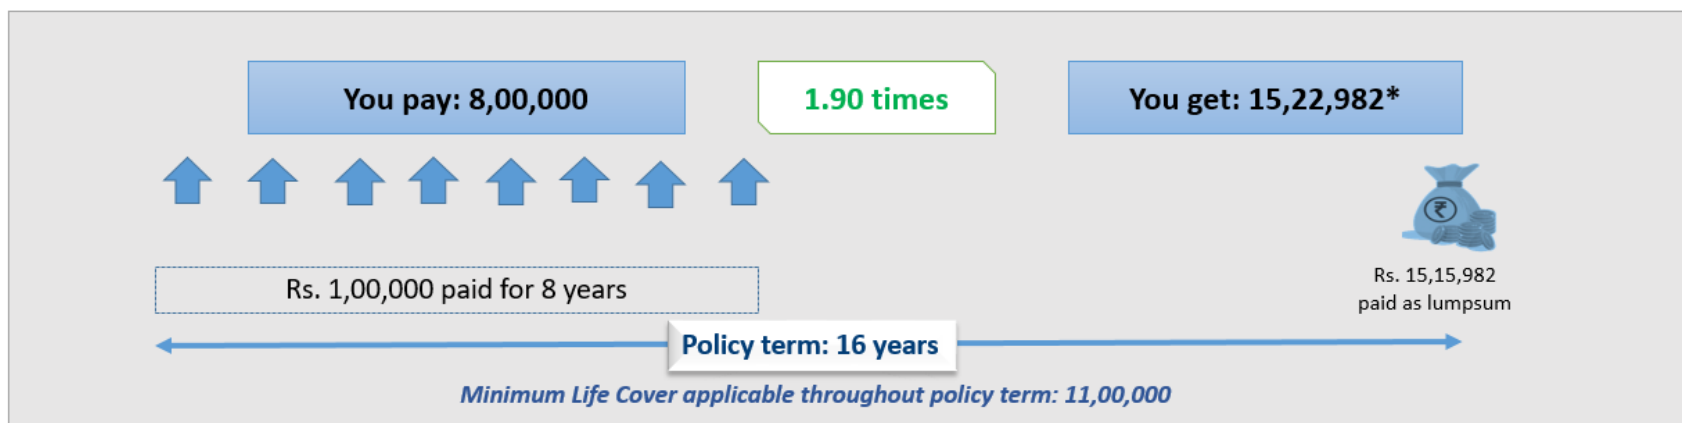 You pay: 8,00,000
1.90 times
You get: 15,22,982*
₹
Rs. 1,00,000 paid for 8 years
Rs. 15,15,982
paid as lumpsum
Policy term: 16 years
Minimum Life Cover applicable throughout policy term: 11,00,000